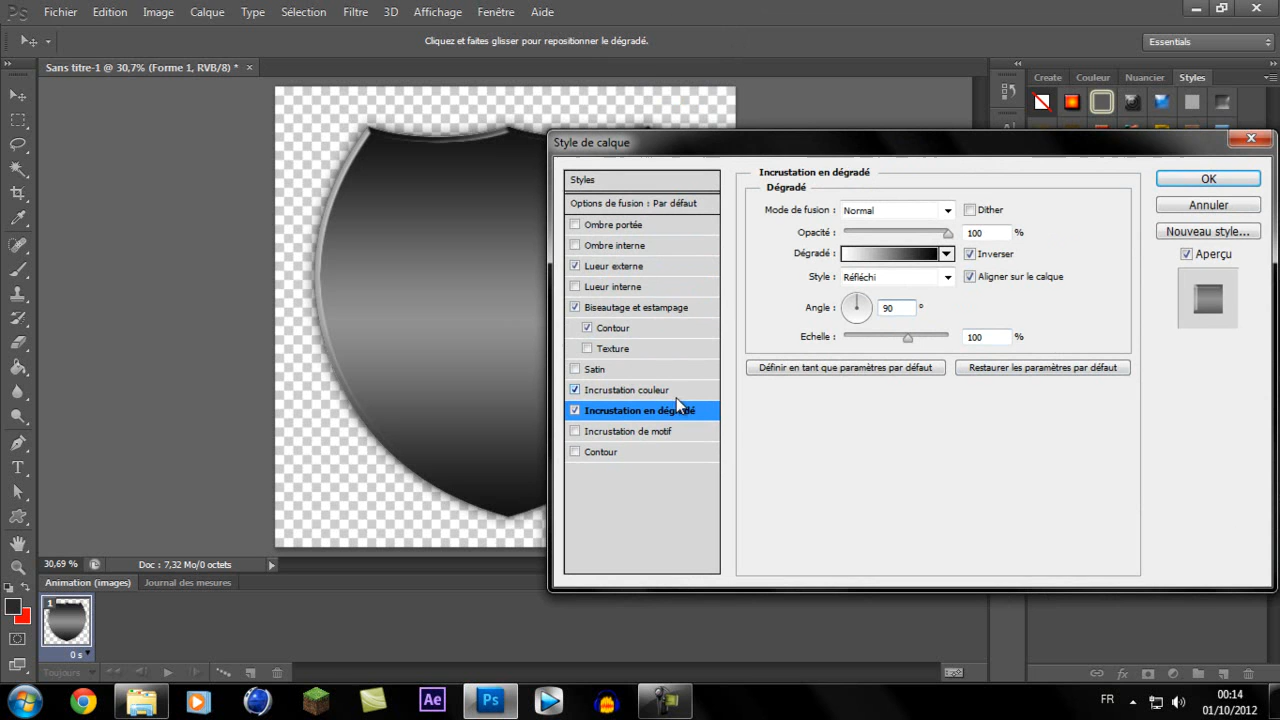 Ps
Fichier Edition Image Calque Type Sélection Filtre 3D Affichage Fenêtre Aide
Cliquez et faites glisser pour repositionner le dégradé.
Essentials
Sans titre-1 @ 30,7% (Forme 1, RVB/8) * ×
Create Couleur Nuancier Styles
Style de calque
Styles
Options de fusion : Par défaut
Ombre portée
Ombre interne
Lueur externe
Lueur interne
Biseautage et estampage
Contour
Texture
Satin
Incrustation couleur
Incrustation en dégradé
Incrustation de motif
Contour
Incrustation en dégradé
Dégradé
Mode de fusion : Normal Dither
Opacité : 100 %
Dégradé : Inverser
Style : Réfléchi Aligner sur le calque
Angle : 90 °
Echelle : 100 %
Définir en tant que paramètres par défaut Restaurer les paramètres par défaut
OK
Annuler
Nouveau style...
Aperçu
30,69 % Doc : 7,32 Mo/0 octets
Animation (images) Journal des mesures
1
0 s
Toujours
fx
Ae Ps
FR
00:14
01/10/2012